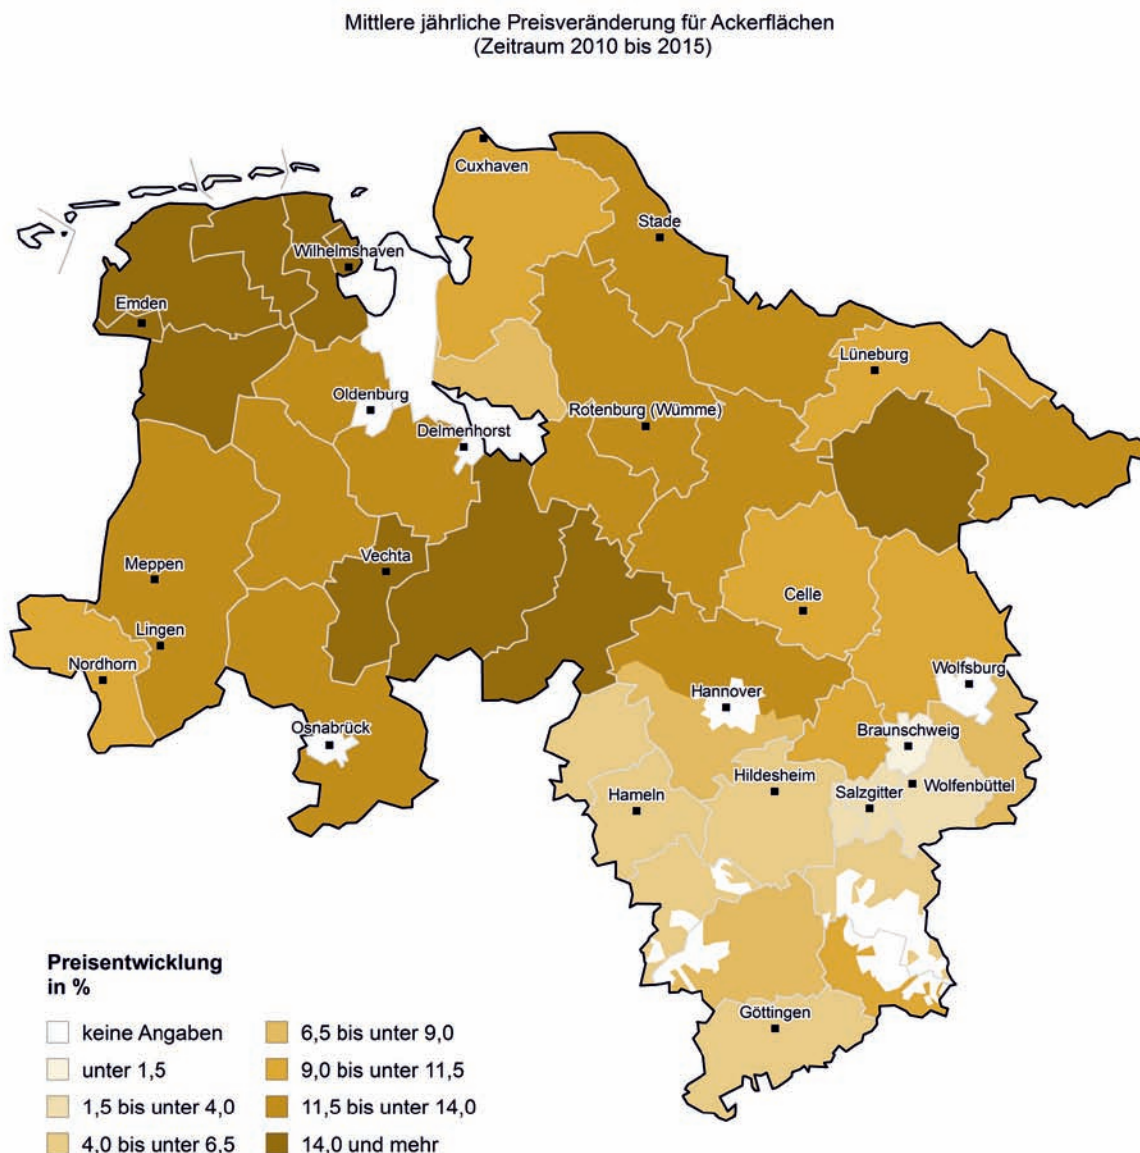 Mittlere jährliche Preisveränderung für Ackerflächen
(Zeitraum 2010 bis 2015)
Cuxhaven
Stade
Wilhelmshaven
Emden
Lüneburg
Oldenburg
Rotenburg (Wümme)
Delmenhorst
Vechta
Meppen
Celle
Lingen
Nordhorn
Wolfsburg
Hannover
Osnabrück
Braunschweig
Hildesheim
Wolfenbüttel
Hameln
Salzgitter
Göttingen
Preisentwicklung
in %
keine Angaben
unter 1,5
1,5 bis unter 4,0
4,0 bis unter 6,5
6,5 bis unter 9,0
9,0 bis unter 11,5
11,5 bis unter 14,0
14,0 und mehr